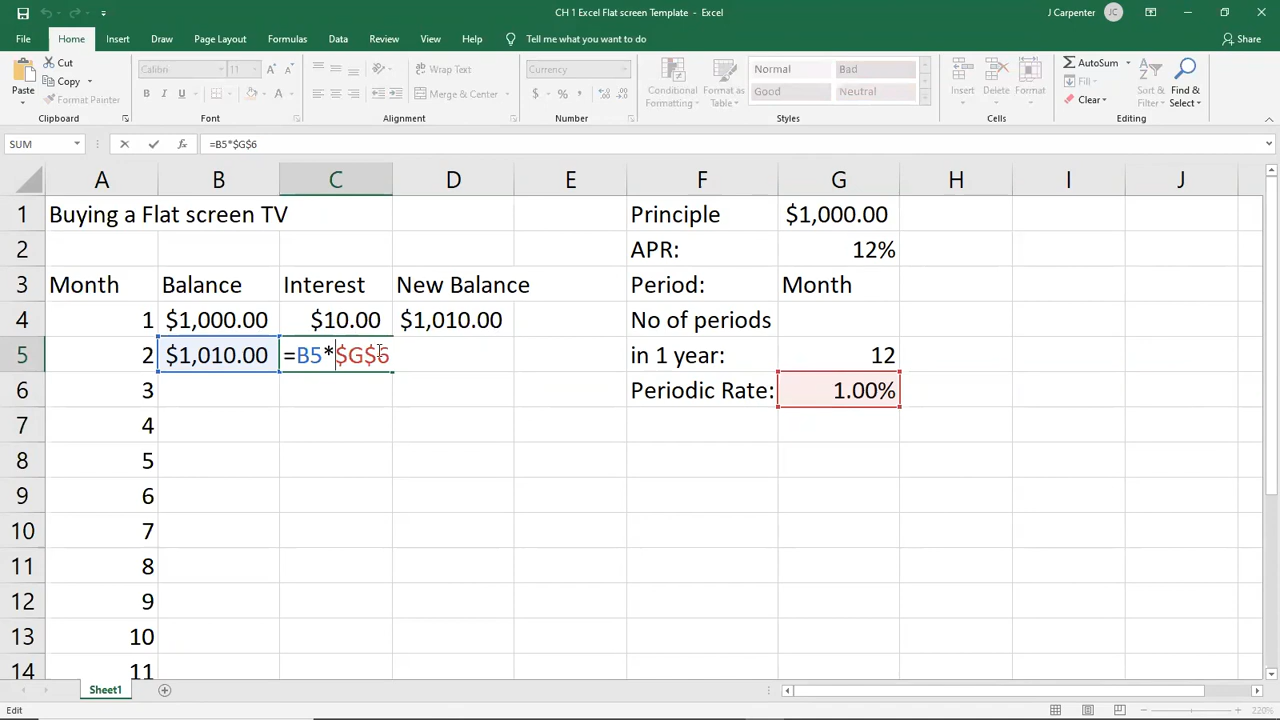 CH 1 Excel Flat screen Template - Excel
J Carpenter
JC
File Home Insert Draw Page Layout Formulas Data Review View Help Tell me what you want to do Share
Paste
Cut
Copy
Format Painter
Clipboard
Calibri 11
B I U
Font
Wrap Text
Merge & Center
Alignment
Currency
$ % ,
Number
Conditional Formatting
Format as Table
Normal Bad
Good Neutral
Styles
Insert Delete Format
Cells
AutoSum
Fill
Clear
Sort & Filter
Find & Select
Editing
SUM fx =B5*$G$6
A B C D E F G H I J
1 Buying a Flat screen TV Principle $1,000.00
2 APR: 12%
3 Month Balance Interest New Balance Period: Month
4 1 $1,000.00 $10.00 $1,010.00 No of periods
5 2 $1,010.00 =B5*$G$6 in 1 year: 12
6 3 Periodic Rate: 1.00%
7 4
8 5
9 6
10 7
11 8
12 9
13 10
14 11
Sheet1
Edit
220%